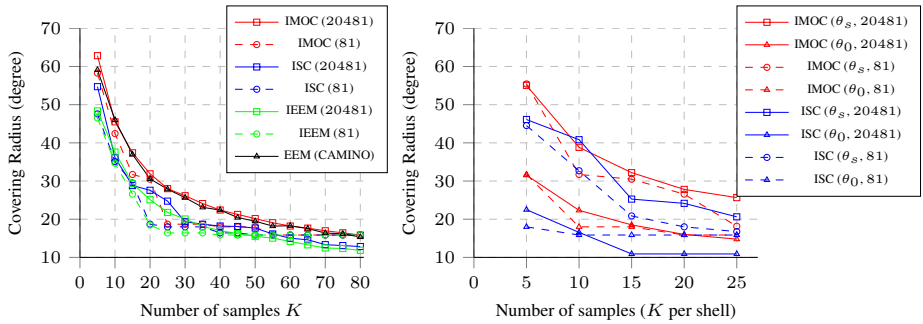 Covering Radius (degree)
70
60
50
40
30
20
10
0 10 20 30 40 50 60 70 80
Number of samples K
IMOC (20481)
IMOC (81)
ISC (20481)
ISC (81)
IEEM (20481)
IEEM (81)
EEM (CAMINO)
Covering Radius (degree)
70
60
50
40
30
20
10
0 5 10 15 20 25
Number of samples (K per shell)
IMOC (θₛ, 20481)
IMOC (θ₀, 20481)
IMOC (θₛ, 81)
IMOC (θ₀, 81)
ISC (θₛ, 20481)
ISC (θ₀, 20481)
ISC (θₛ, 81)
ISC (θ₀, 81)